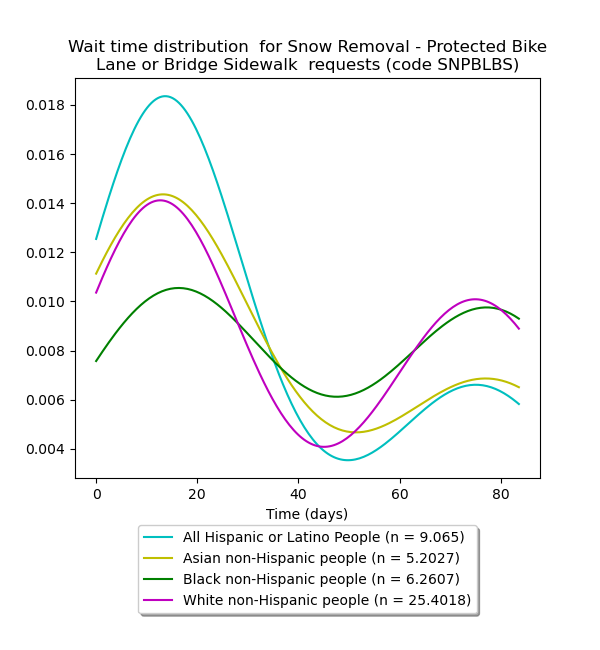 Wait time distribution  for Snow Removal - Protected Bike
Lane or Bridge Sidewalk  requests (code SNPBLBS)
0.018
0.016
0.014
0.012
0.010
0.008
0.006
0.004
0 20 40 60 80
Time (days)
All Hispanic or Latino People (n = 9.065)
Asian non-Hispanic people (n = 5.2027)
Black non-Hispanic people (n = 6.2607)
White non-Hispanic people (n = 25.4018)